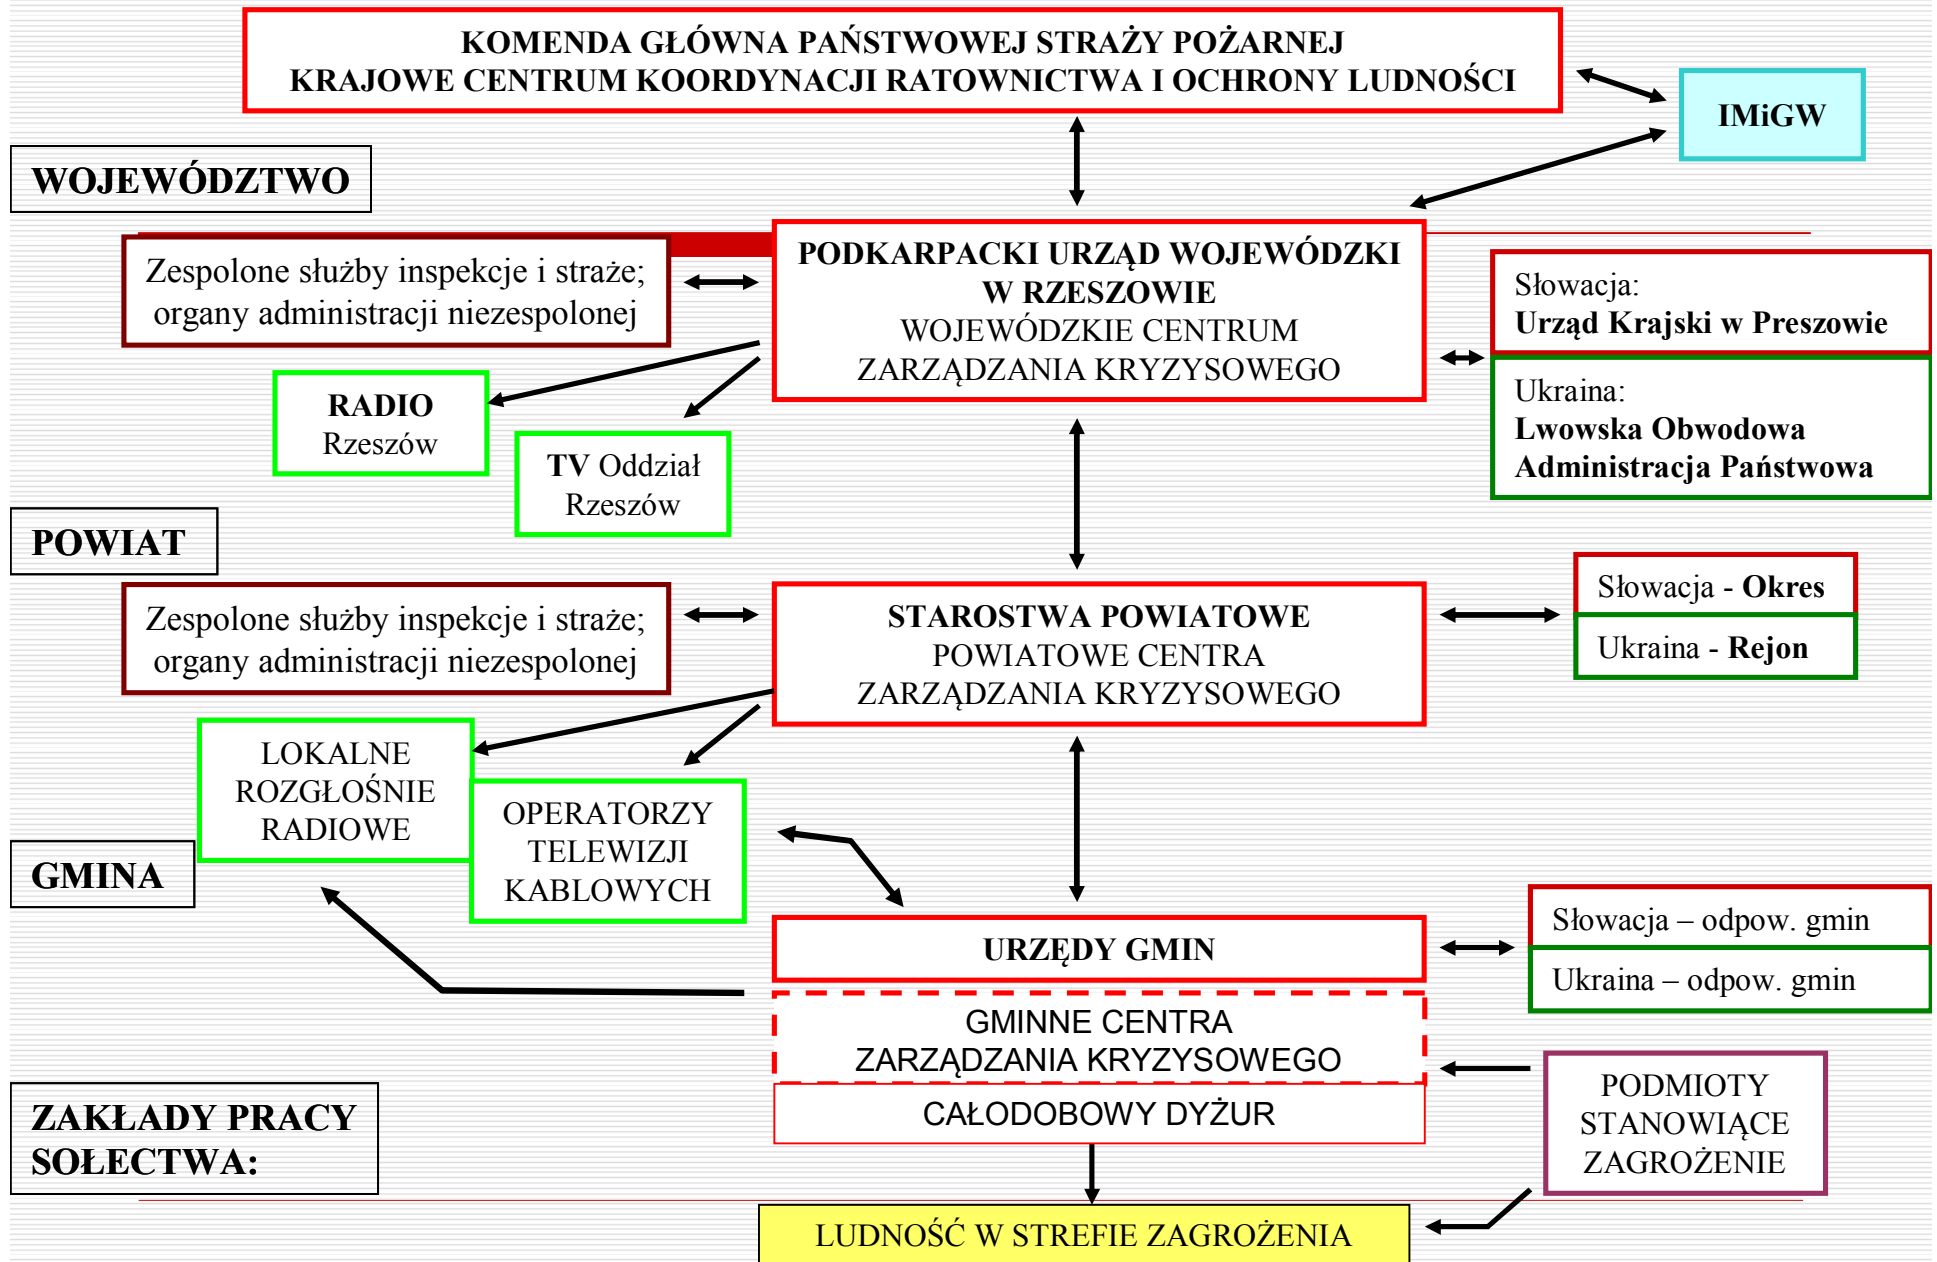 KOMENDA GŁÓWNA PAŃSTWOWEJ STRAŻY POŻARNEJ
KRAJOWE CENTRUM KOORDYNACJI RATOWNICTWA I OCHRONY LUDNOŚCI
IMiGW
WOJEWÓDZTWO
Zespolone służby inspekcje i straże;
organy administracji niezespolonej
PODKARPACKI URZĄD WOJEWÓDZKI
W RZESZOWIE
WOJEWÓDZKIE CENTRUM
ZARZĄDZANIA KRYZYSOWEGO
Słowacja:
Urząd Krajski w Preszowie
Ukraina:
Lwowska Obwodowa
Administracja Państwowa
RADIO
Rzeszów
TV Oddział
Rzeszów
POWIAT
Zespolone służby inspekcje i straże;
organy administracji niezespolonej
STAROSTWA POWIATOWE
POWIATOWE CENTRA
ZARZĄDZANIA KRYZYSOWEGO
Słowacja - Okres
Ukraina - Rejon
LOKALNE
ROZGŁOŚNIE
RADIOWE
OPERATORZY
TELEWIZJI
KABLOWYCH
GMINA
URZĘDY GMIN
Słowacja – odpow. gmin
Ukraina – odpow. gmin
GMINNE CENTRA
ZARZĄDZANIA KRYZYSOWEGO
CAŁODOBOWY DYŻUR
PODMIOTY
STANOWIĄCE
ZAGROŻENIE
ZAKŁADY PRACY
SOŁECTWA:
LUDNOŚĆ W STREFIE ZAGROŻENIA